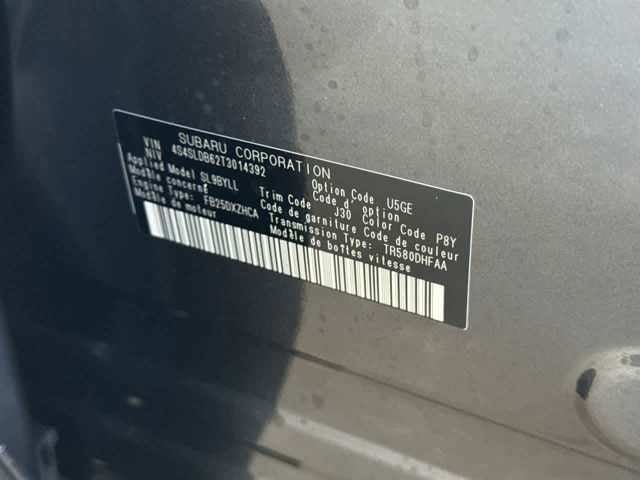 SUBARU CORPORATION
VIN 4S4SLDB62T3014392
NIV
Applied Model SL9BYLL Option Code U5GE
Modèle concerné Code d' option
Engine Type: FB25DXZHCA Trim Code J30 Color Code P8Y
Modèle de moteur Code de garniture Code de couleur
Transmission Type: TR580DHFAA
Modèle de boîtes vitesse